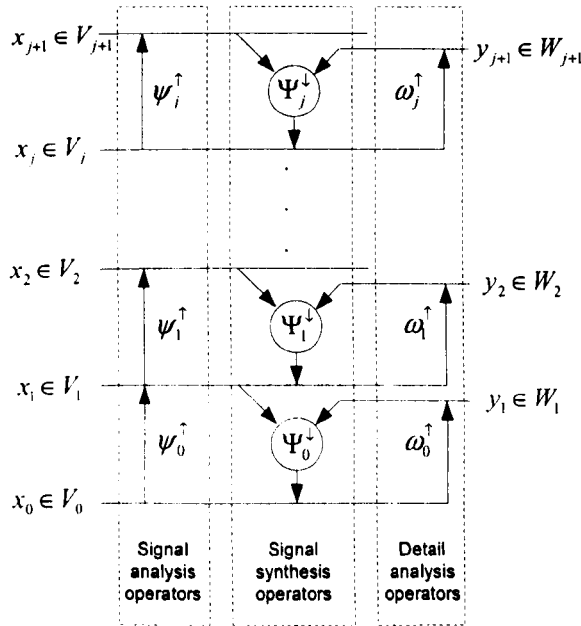 x_{j+1} ∈ V_{j+1}
y_{j+1} ∈ W_{j+1}
ψ_j^↑
Ψ_j^↓
ω_j^↑
x_j ∈ V_j
x_2 ∈ V_2
y_2 ∈ W_2
ψ_1^↑
Ψ_1^↓
ω_1^↑
x_1 ∈ V_1
y_1 ∈ W_1
ψ_0^↑
Ψ_0^↓
ω_0^↑
x_0 ∈ V_0
Signal analysis operators
Signal synthesis operators
Detail analysis operators